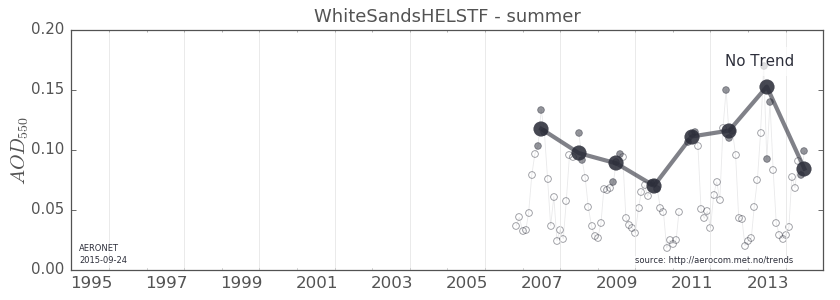 WhiteSandsHELSTF - summer
0.20
No Trend
0.15
AOD550
0.10
0.05
AERONET
2015-09-24
source: http://aerocom.met.no/trends
0.00
1995 1997 1999 2001 2003 2005 2007 2009 2011 2013